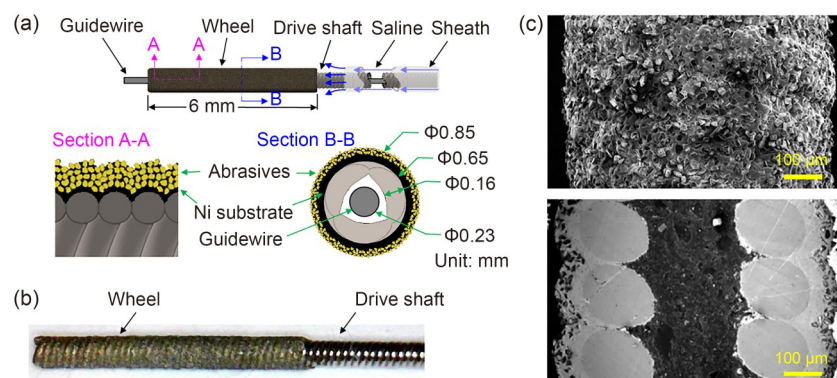 (a)
A
A
Wheel
B
Drive shaft
Saline
Sheath
Guidewire
B
6 mm
Section A-A
Section B-B
Φ0.85
Abrasives
Φ0.65
Φ0.16
Ni substrate
Guidewire
Φ0.23
Unit: mm
(b)
Wheel
Drive shaft
(c)
100 μm
100 μm